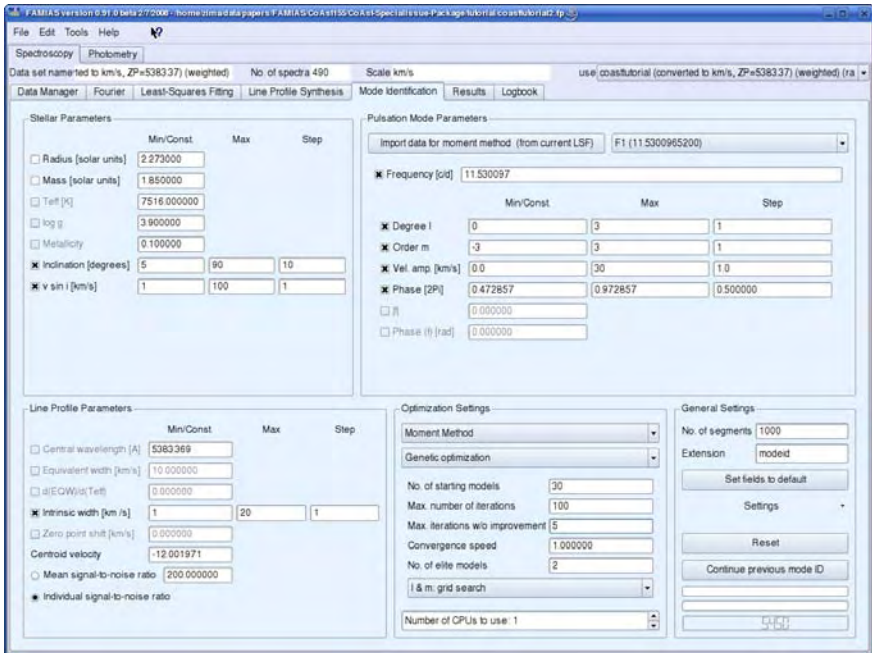 FAMIAS version 0.91.0 beta 2/7/2008 - home zima data papers/FAMIAS/CoAst155/CoAst-SpecialIssue-Package/tutorial coasttutorial2.fp
File Edit Tools Help
Spectroscopy Photometry
Data set name rted to km/s, ZP=5383.37) (weighted) No. of spectra 490 Scale km/s use coasttutorial (converted to km/s, ZP=5383.37) (weighted) (ra
Data Manager Fourier Least-Squares Fitting Line Profile Synthesis Mode Identification Results Logbook
Stellar Parameters
Min/Const. Max Step
Radius [solar units] 2.273000
Mass [solar units] 1.850000
Teff [K] 7516.000000
log g 3.900000
Metallicity 0.100000
Inclination [degrees] 5 90 10
v sin i [km/s] 1 100 1
Pulsation Mode Parameters
Import data for moment method (from current LSF) F1 (11.5300965200)
Frequency [c/d] 11.530097
Min/Const. Max Step
Degree l 0 3 1
Order m -3 3 1
Vel. amp. [km/s] 0.0 30 1.0
Phase [2Pi] 0.472857 0.972857 0.500000
|f| 0.000000
Phase (f) [rad] 0.000000
Line Profile Parameters
Min/Const. Max Step
Central wavelength [A] 5383.369
Equivalent width [km/s] 10.000000
d(EQW)/d(Teff) 0.000000
Intrinsic width [km /s] 1 20 1
Zero point shift [km/s] 0.000000
Centroid velocity -12.001971
Mean signal-to-noise ratio 200.000000
Individual signal-to-noise ratio
Optimization Settings
Moment Method
Genetic optimization
No. of starting models 30
Max. number of iterations 100
Max. iterations w/o improvement 5
Convergence speed 1.000000
No. of elite models 2
l & m: grid search
Number of CPUs to use: 1
General Settings
No. of segments 1000
Extension modeid
Set fields to default
Settings
Reset
Continue previous mode ID
5450